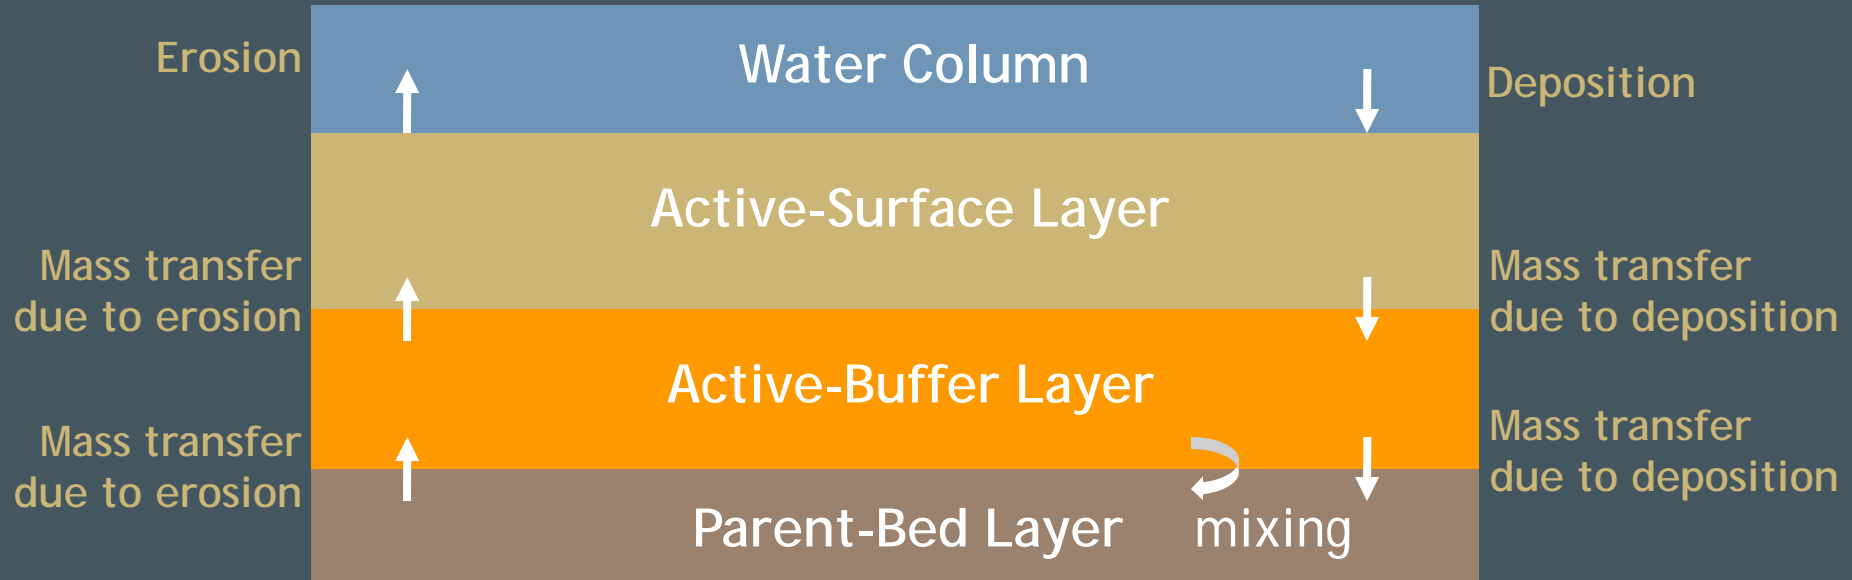 Erosion
Water Column
Deposition
Active-Surface Layer
Mass transfer
due to erosion
Mass transfer
due to deposition
Active-Buffer Layer
Mass transfer
due to erosion
Mass transfer
due to deposition
Parent-Bed Layer
mixing